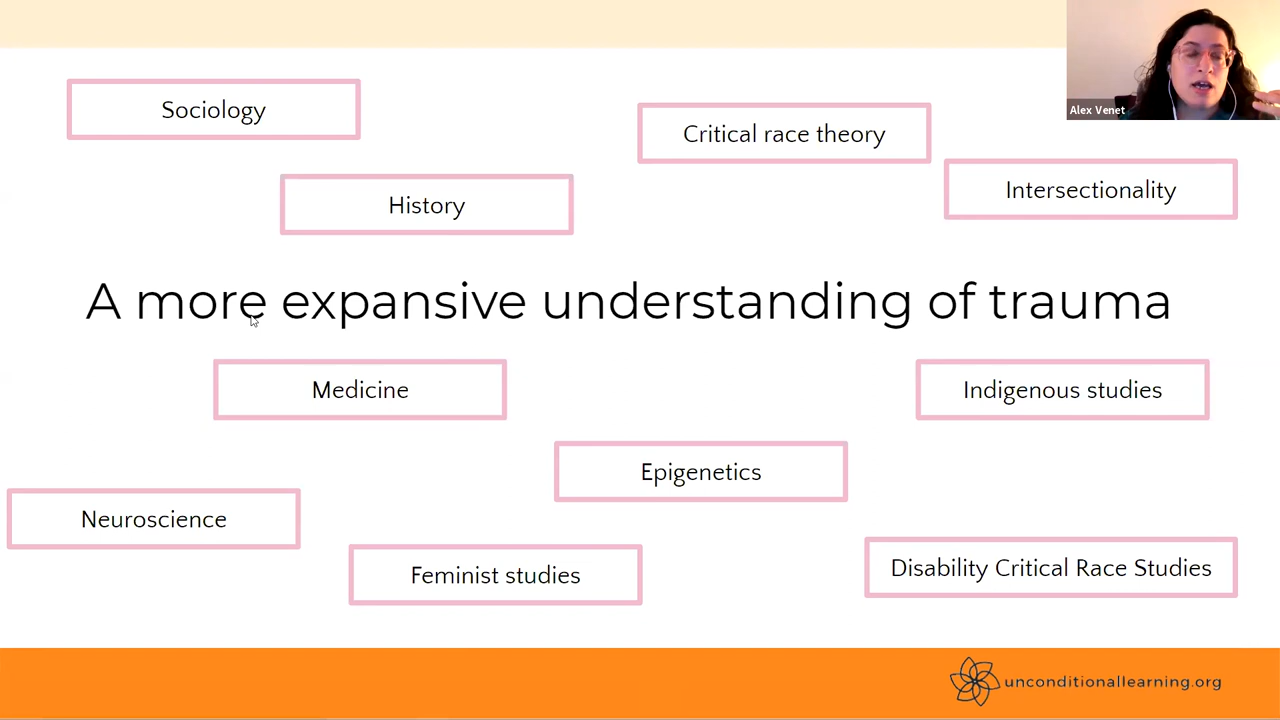 Alex Venet
Sociology
Critical race theory
Intersectionality
History
A more expansive understanding of trauma
Medicine
Indigenous studies
Epigenetics
Neuroscience
Feminist studies
Disability Critical Race Studies
unconditionallearning.org